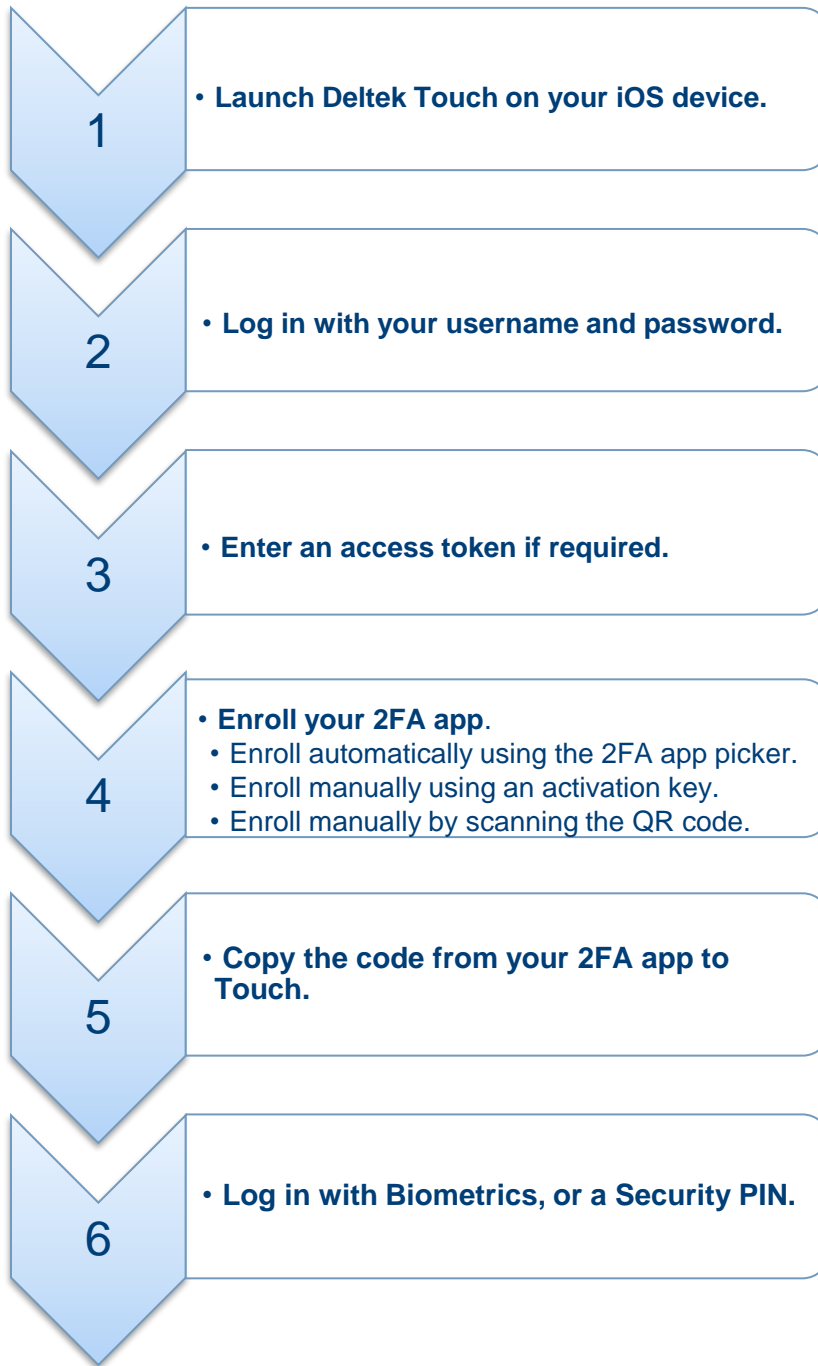 1
• Launch Deltek Touch on your iOS device.
2
• Log in with your username and password.
3
• Enter an access token if required.
4
• Enroll your 2FA app.
• Enroll automatically using the 2FA app picker.
• Enroll manually using an activation key.
• Enroll manually by scanning the QR code.
5
• Copy the code from your 2FA app to
Touch.
6
• Log in with Biometrics, or a Security PIN.